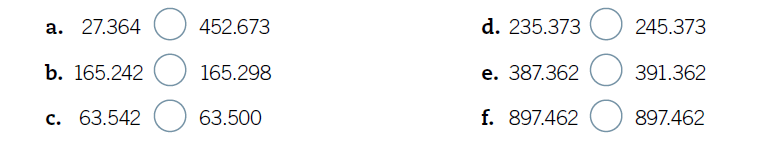 a. 27.364 452.673
b. 165.242 165.298
c. 63.542 63.500
d. 235.373 245.373
e. 387.362 391.362
f. 897.462 897.462